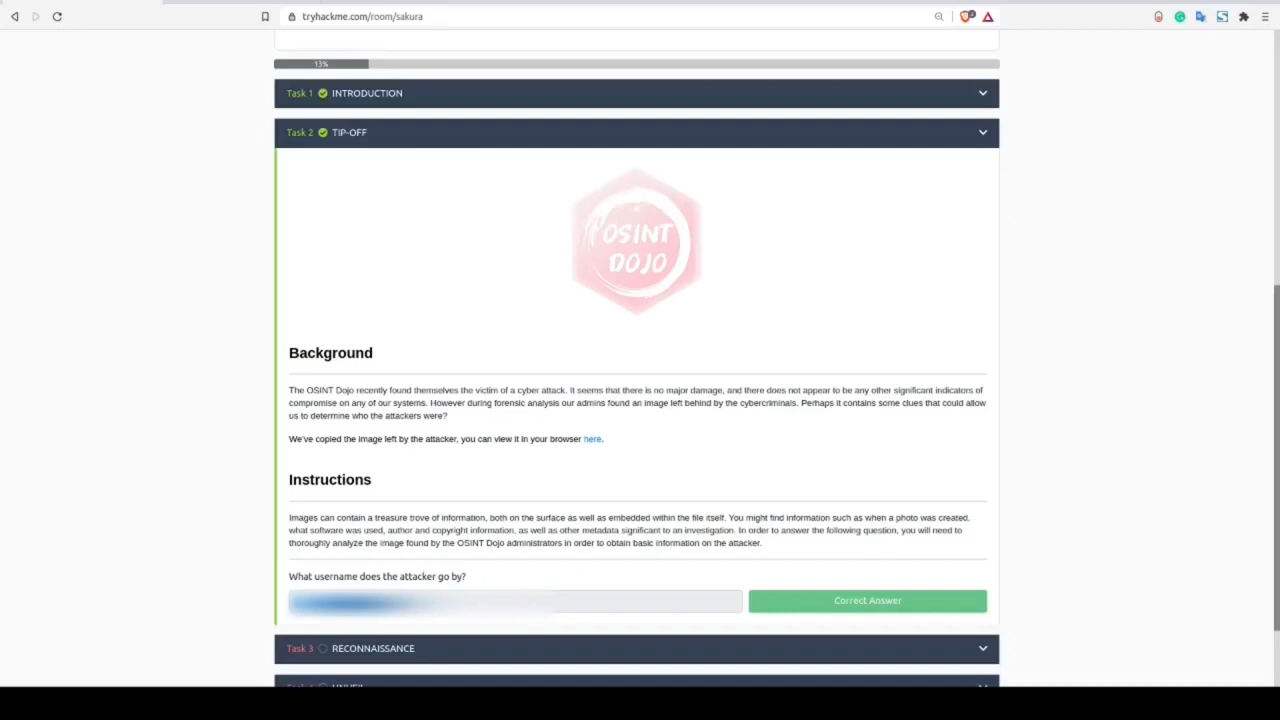 tryhackme.com/room/sakura
13%
Task 1 INTRODUCTION
Task 2 TIP-OFF
OSINT
DOJO
Background
The OSINT Dojo recently found themselves the victim of a cyber attack. It seems that there is no major damage, and there does not appear to be any other significant indicators of
compromise on any of our systems. However during forensic analysis our admins found an image left behind by the cybercriminals. Perhaps it contains some clues that could allow
us to determine who the attackers were?
We've copied the image left by the attacker, you can view it in your browser here.
Instructions
Images can contain a treasure trove of information, both on the surface as well as embedded within the file itself. You might find information such as when a photo was created,
what software was used, author and copyright information, as well as other metadata significant to an investigation. In order to answer the following question, you will need to
thoroughly analyze the image found by the OSINT Dojo administrators in order to obtain basic information on the attacker.
What username does the attacker go by?
Correct Answer
Task 3 RECONNAISSANCE